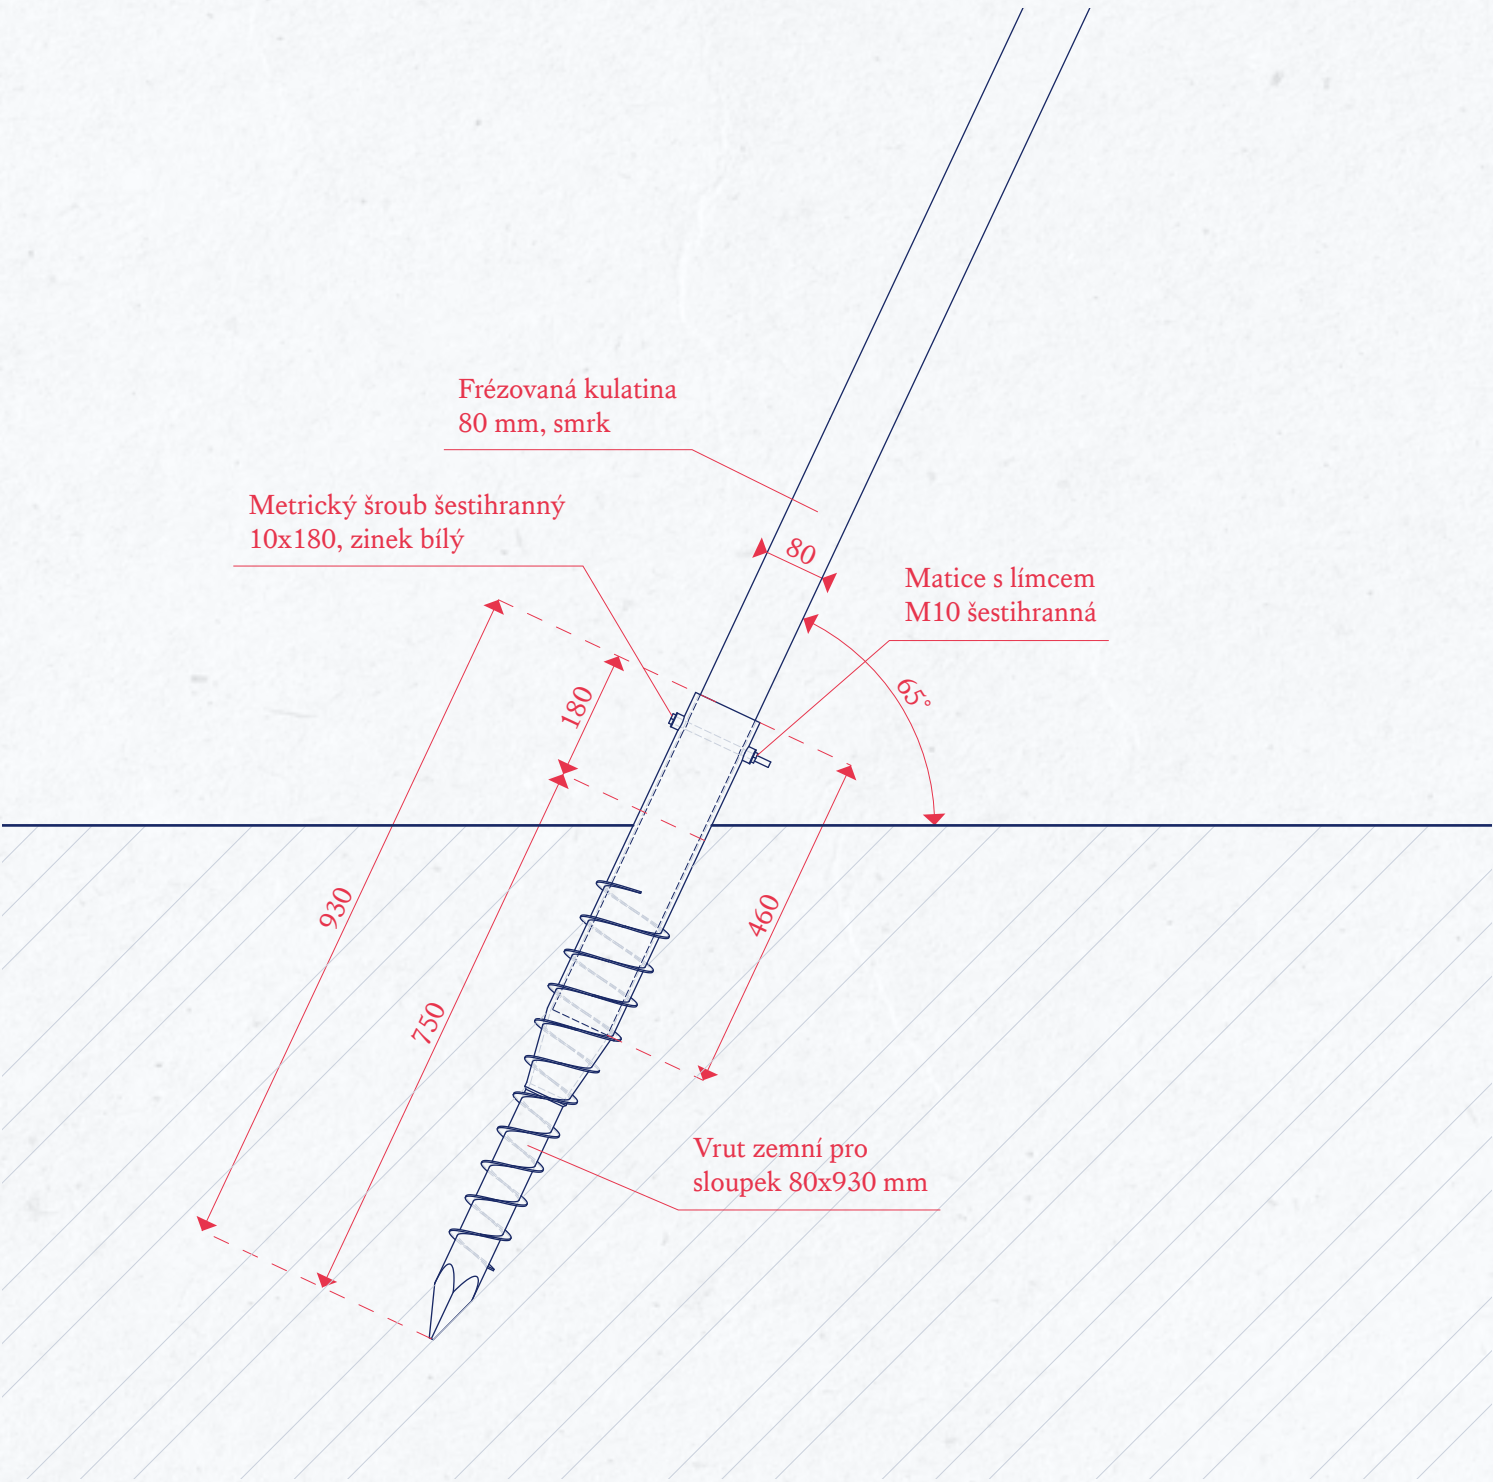 Frézovaná kulatina
80 mm, smrk
Metrický šroub šestihranný
10x180, zinek bílý
80
Matice s límcem
M10 šestihranná
65°
180
930
460
750
Vrut zemní pro
sloupek 80x930 mm